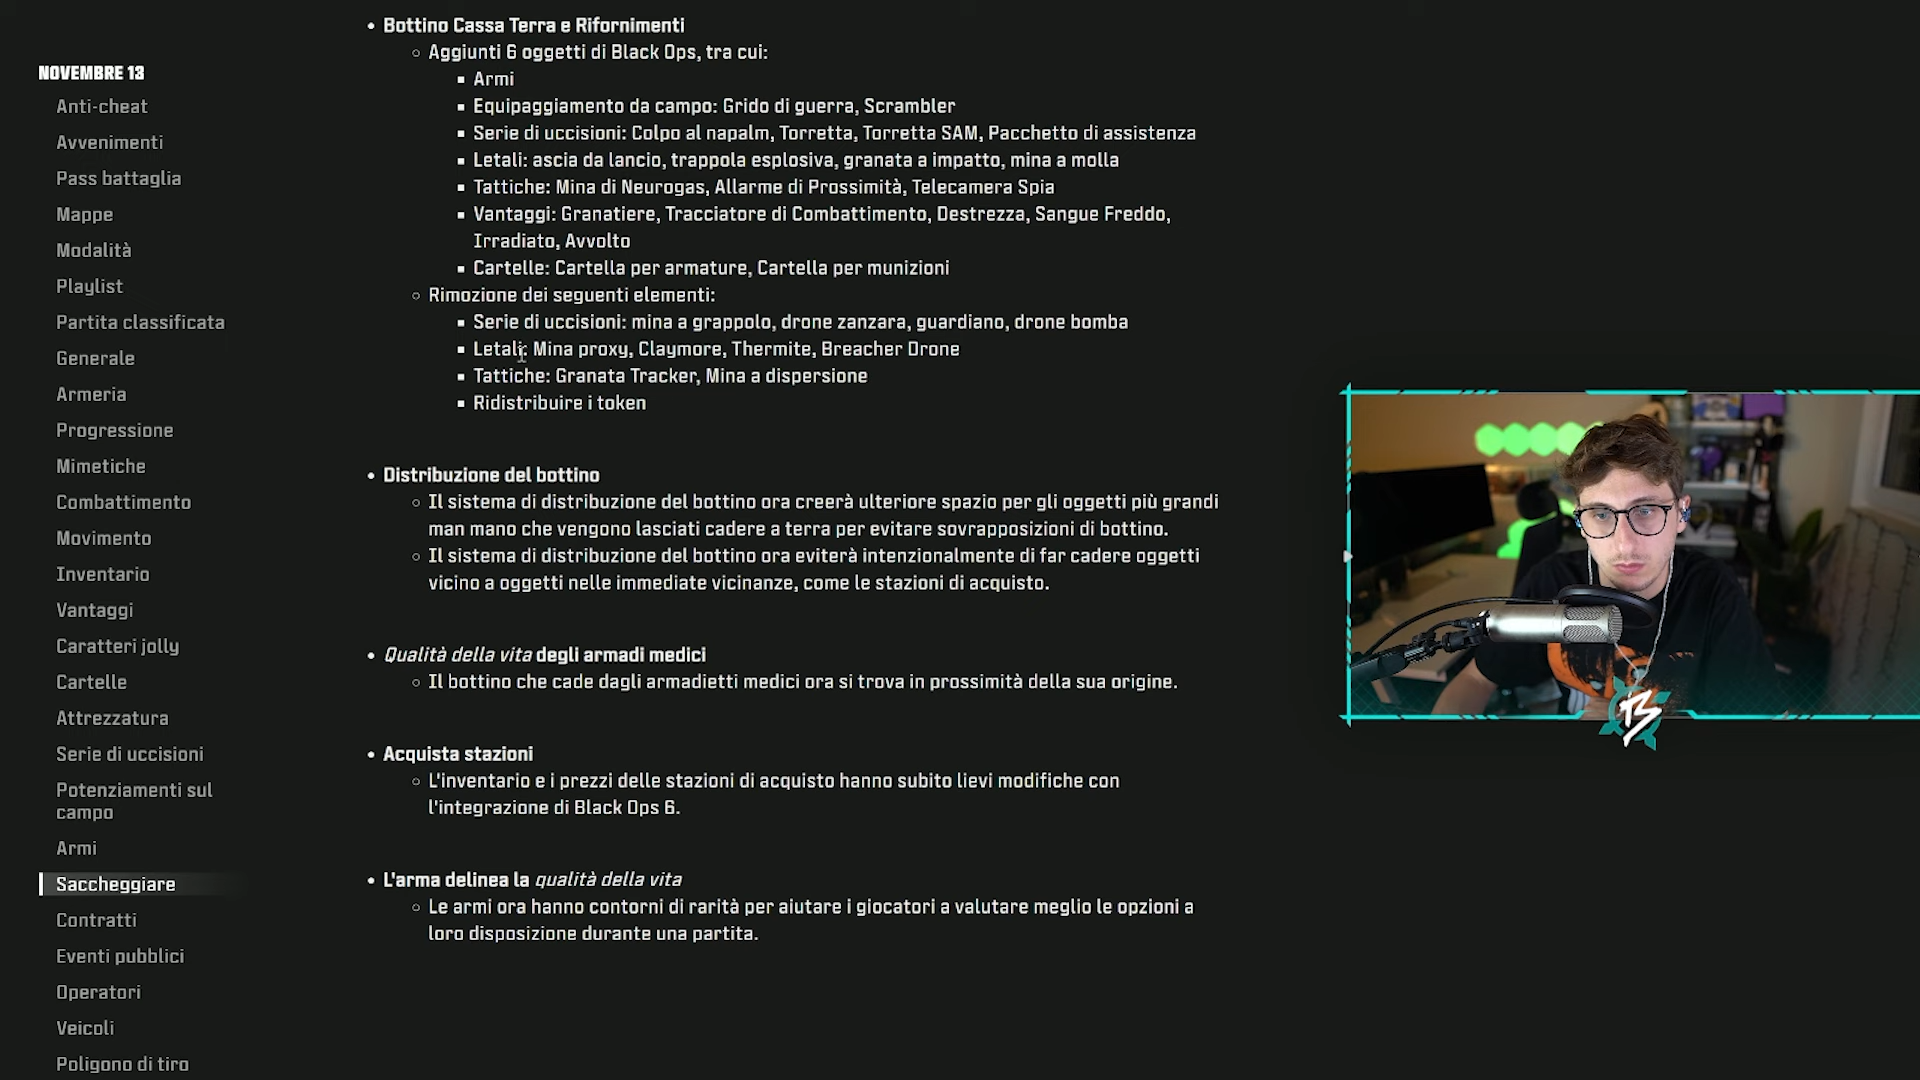 NOVEMBRE 13
Anti-cheat
Avvenimenti
Pass battaglia
Mappe
Modalità
Playlist
Partita classificata
Generale
Armeria
Progressione
Mimetiche
Combattimento
Movimento
Inventario
Vantaggi
Caratteri jolly
Cartelle
Attrezzatura
Serie di uccisioni
Potenziamenti sul
campo
Armi
Saccheggiare
Contratti
Eventi pubblici
Operatori
Veicoli
Poligono di tiro
• Bottino Cassa Terra e Rifornimenti
Aggiunti 6 oggetti di Black Ops, tra cui:
Armi
Equipaggiamento da campo: Grido di guerra, Scrambler
Serie di uccisioni: Colpo al napalm, Torretta, Torretta SAM, Pacchetto di assistenza
Letali: ascia da lancio, trappola esplosiva, granata a impatto, mina a molla
Tattiche: Mina di Neurogas, Allarme di Prossimità, Telecamera Spia
Vantaggi: Granatiere, Tracciatore di Combattimento, Destrezza, Sangue Freddo,
Irradiato, Avvolto
Cartelle: Cartella per armature, Cartella per munizioni
Rimozione dei seguenti elementi:
Serie di uccisioni: mina a grappolo, drone zanzara, guardiano, drone bomba
Letali: Mina proxy, Claymore, Thermite, Breacher Drone
Tattiche: Granata Tracker, Mina a dispersione
Ridistribuire i token
• Distribuzione del bottino
Il sistema di distribuzione del bottino ora creerà ulteriore spazio per gli oggetti più grandi
man mano che vengono lasciati cadere a terra per evitare sovrapposizioni di bottino.
Il sistema di distribuzione del bottino ora eviterà intenzionalmente di far cadere oggetti
vicino a oggetti nelle immediate vicinanze, come le stazioni di acquisto.
• Qualità della vita degli armadi medici
Il bottino che cade dagli armadietti medici ora si trova in prossimità della sua origine.
• Acquista stazioni
L'inventario e i prezzi delle stazioni di acquisto hanno subito lievi modifiche con
l'integrazione di Black Ops 6.
• L'arma delinea la qualità della vita
Le armi ora hanno contorni di rarità per aiutare i giocatori a valutare meglio le opzioni a
loro disposizione durante una partita.
B